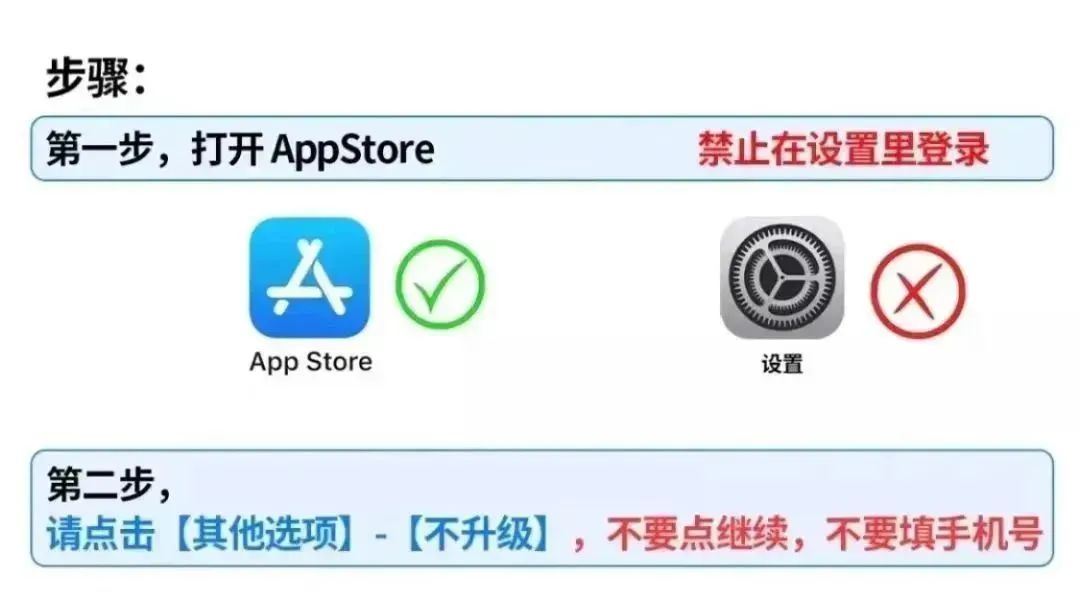 步骤：
第一步，打开 AppStore 禁止在设置里登录
App Store 设置
第二步，
请点击【其他选项】-【不升级】，不要点继续，不要填手机号